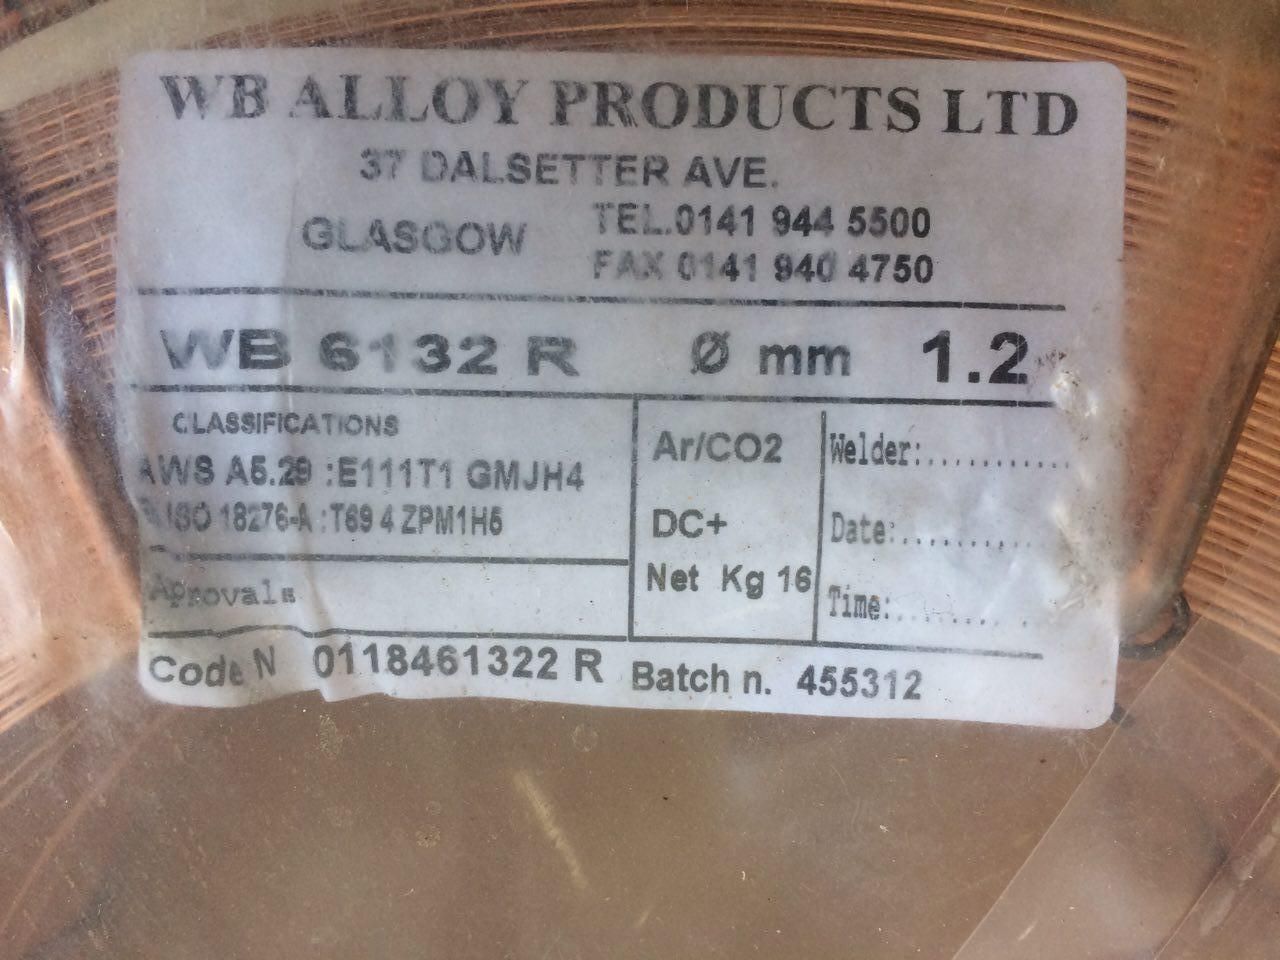 WB ALLOY PRODUCTS LTD
37 DALSETTER AVE.
GLASGOW
TEL.0141 944 5500
FAX 0141 940 4750
WB 6132 R Ø mm 1.2
CLASSIFICATIONS
AWS A5.29 :E111T1 GMJH4
ISO 18276-A :T69 4 ZPM1H5
Aprovals
Ar/CO2
DC+
Net Kg 16
Welder:...........
Date:...........
Time:...........
Code N 0118461322 R Batch n. 455312